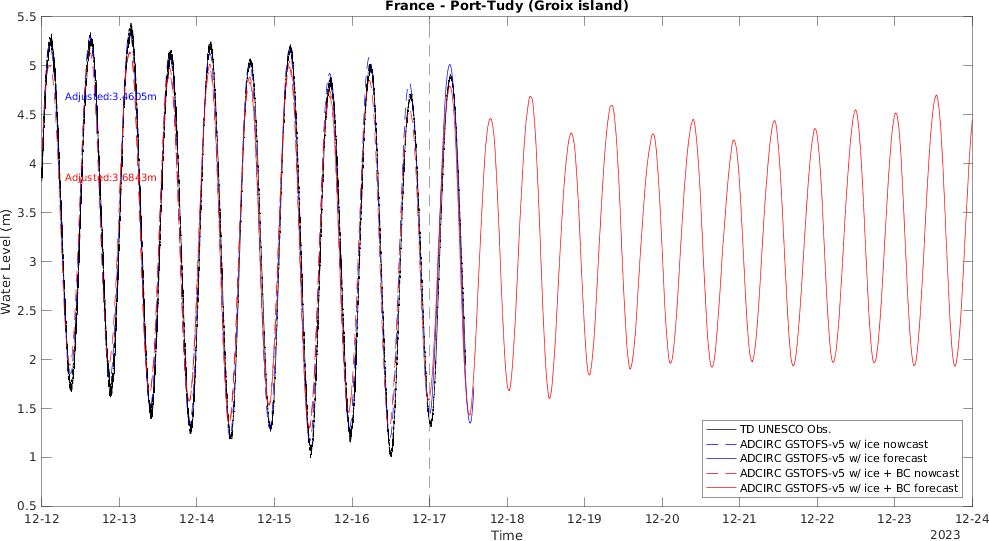 France - Port-Tudy (Groix island)
5.5
5
4.5
4
3.5
3
2.5
2
1.5
1
0.5
Water Level (m)
Adjusted:3.4605m
Adjusted:3.6843m
TD UNESCO Obs.
ADCIRC GSTOFS-v5 w/ ice nowcast
ADCIRC GSTOFS-v5 w/ ice forecast
ADCIRC GSTOFS-v5 w/ ice + BC nowcast
ADCIRC GSTOFS-v5 w/ ice + BC forecast
12-12 12-13 12-14 12-15 12-16 12-17 12-18 12-19 12-20 12-21 12-22 12-23 12-24
Time
2023